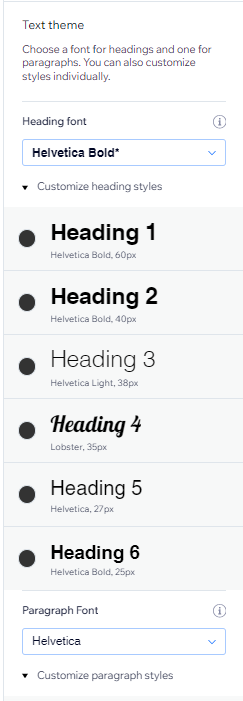 Text theme
Choose a font for headings and one for
paragraphs. You can also customize
styles individually.
Heading font
Helvetica Bold*
Customize heading styles
Heading 1
Helvetica Bold, 60px
Heading 2
Helvetica Bold, 40px
Heading 3
Helvetica Light, 38px
Heading 4
Lobster, 35px
Heading 5
Helvetica, 27px
Heading 6
Helvetica Bold, 25px
Paragraph Font
Helvetica
Customize paragraph styles